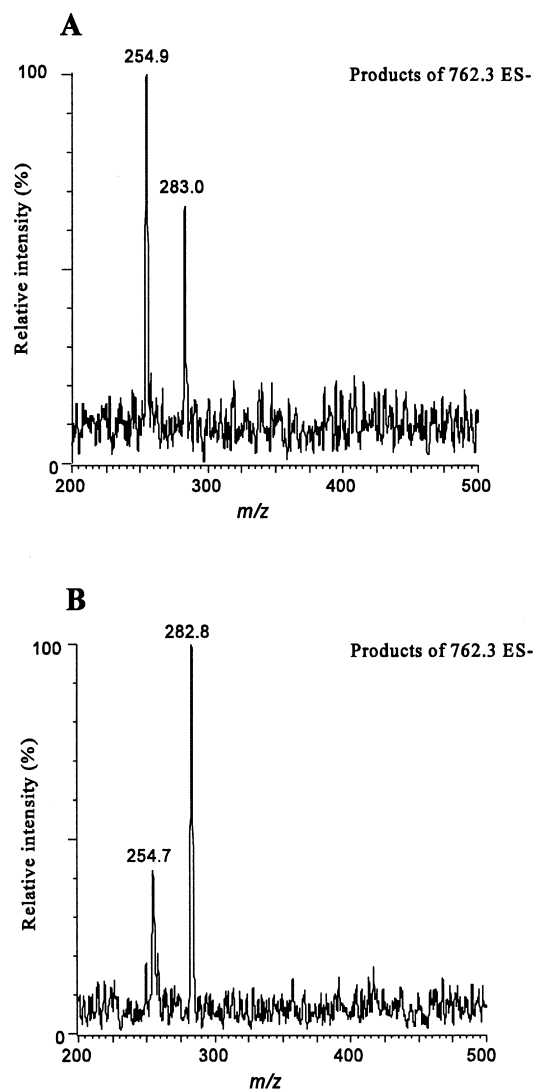 A
254.9
100
Products of 762.3 ES-
283.0
Relative intensity (%)
0
200 300 400 500
m/z
B
282.8
100
Products of 762.3 ES-
254.7
Relative intensity (%)
0
200 300 400 500
m/z